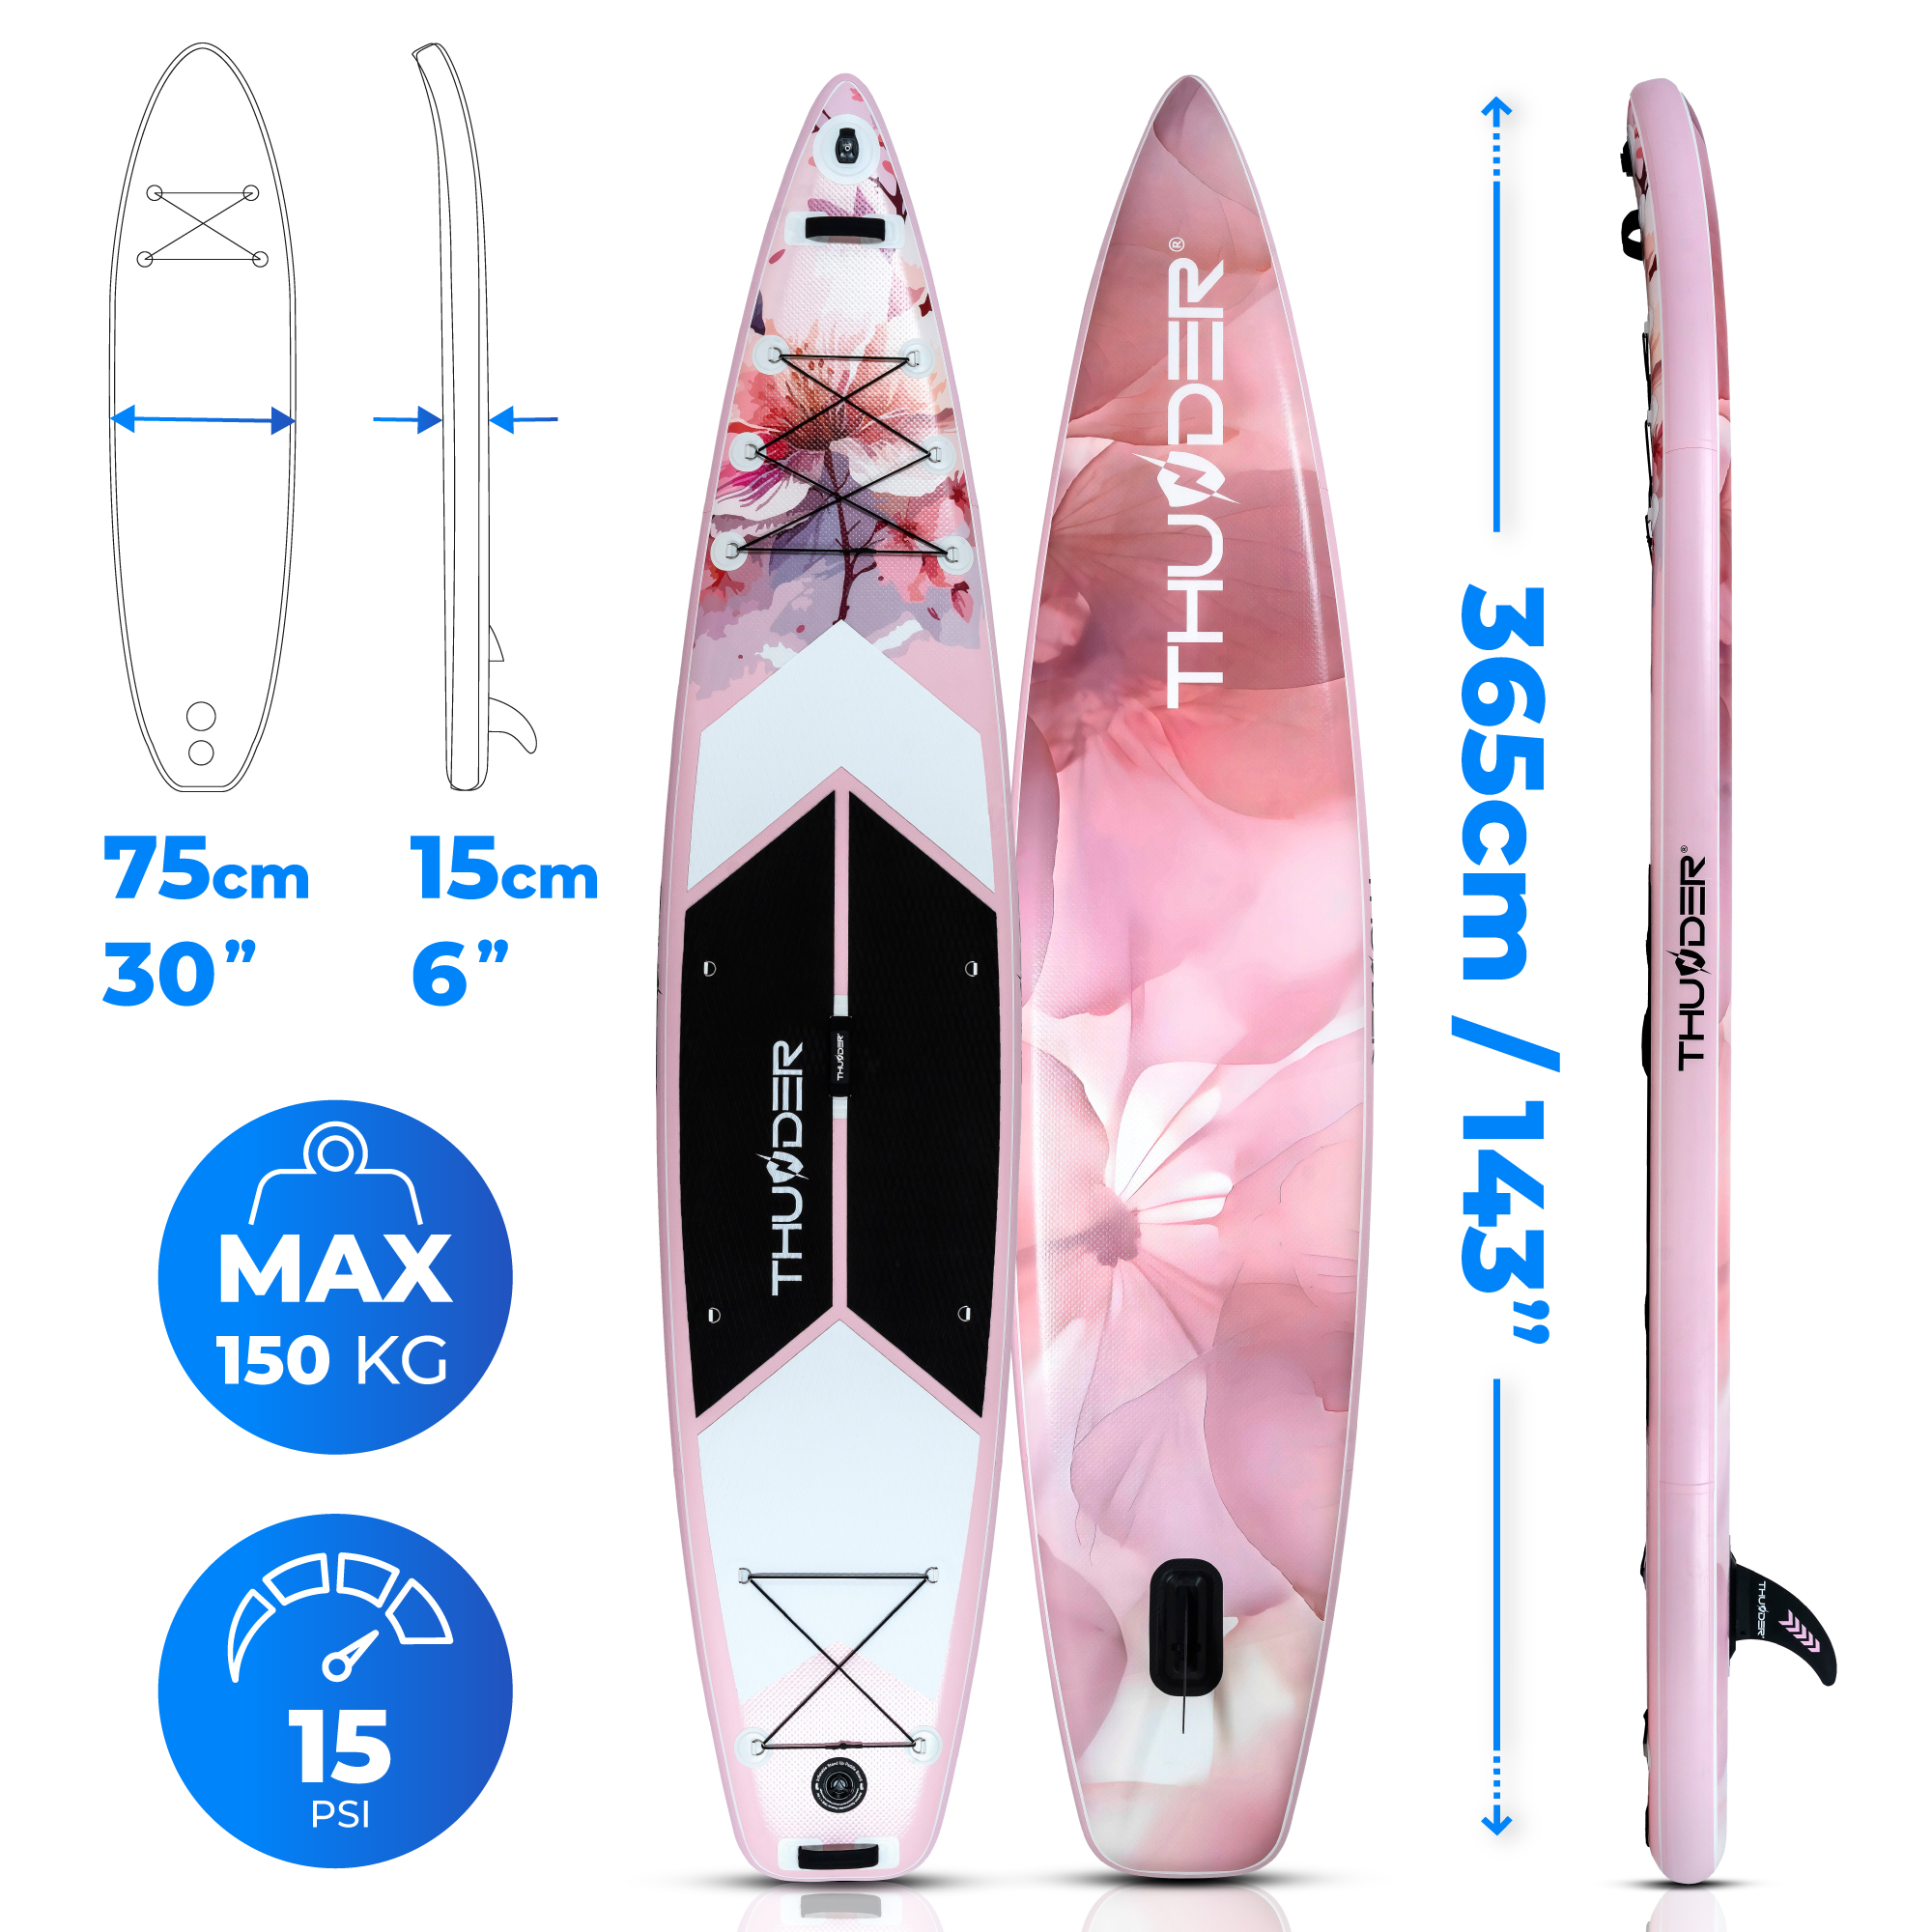 75cm
30”
15cm
6”
MAX
150 KG
15
PSI
THUNDER
THUNDER
THUNDER®
365cm / 143”
THUNDER®
THUNDER